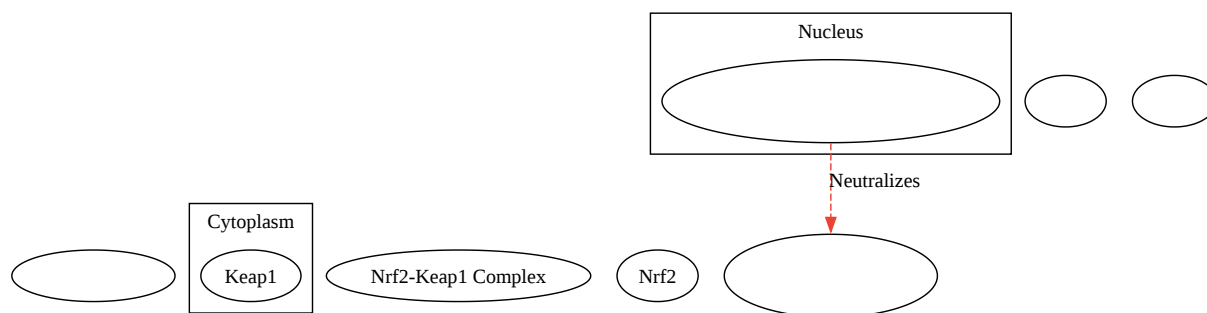 Nucleus
Neutralizes
Cytoplasm
Keap1
Nrf2-Keap1 Complex
Nrf2